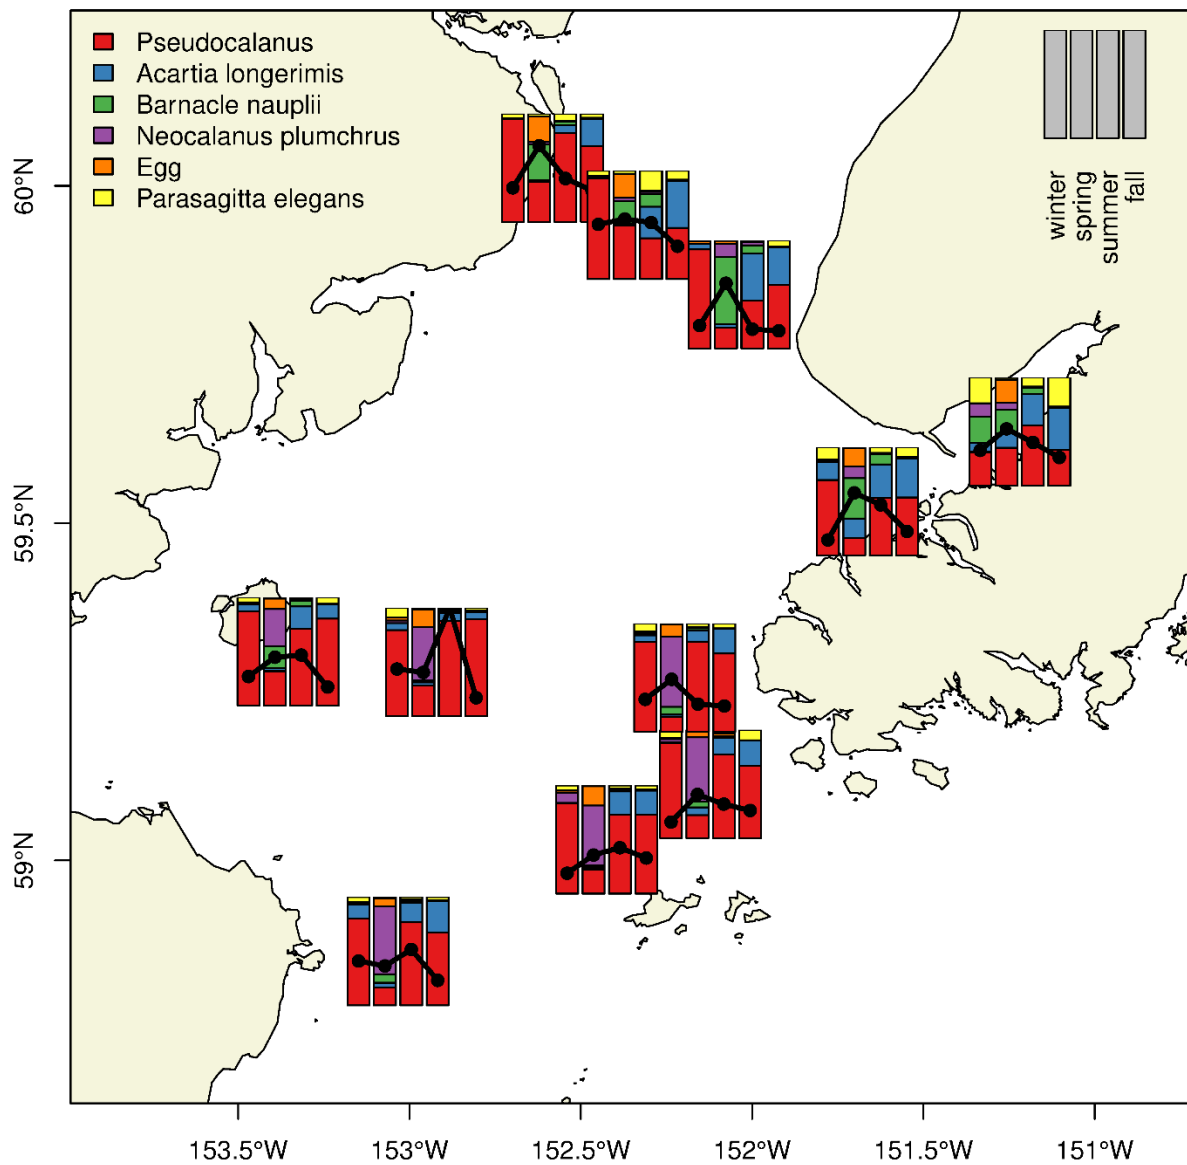 Pseudocalanus
Acartia longerimis
Barnacle nauplii
Neocalanus plumchrus
Egg
Parasagitta elegans
winter
spring
summer
fall
60°N
59.5°N
59°N
153.5°W
153°W
152.5°W
152°W
151.5°W
151°W